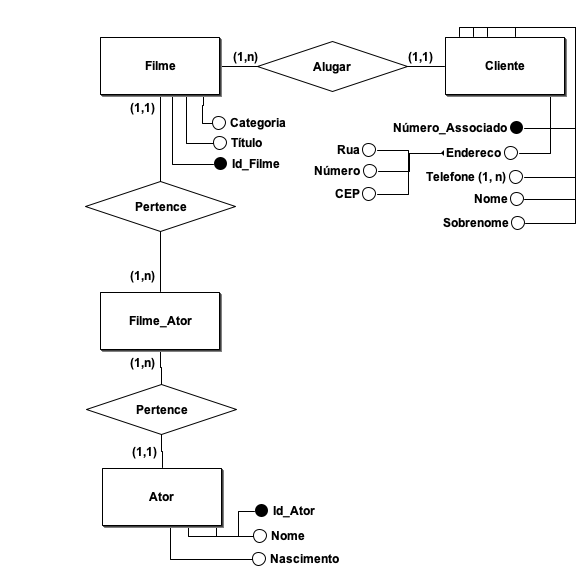 Filme
(1,n)
Alugar
(1,1)
Cliente
(1,1)
Categoria
Título
Id_Filme
Número_Associado
Rua
Endereco
Número
Telefone (1, n)
CEP
Nome
Sobrenome
Pertence
(1,n)
Filme_Ator
(1,n)
Pertence
(1,1)
Ator
Id_Ator
Nome
Nascimento